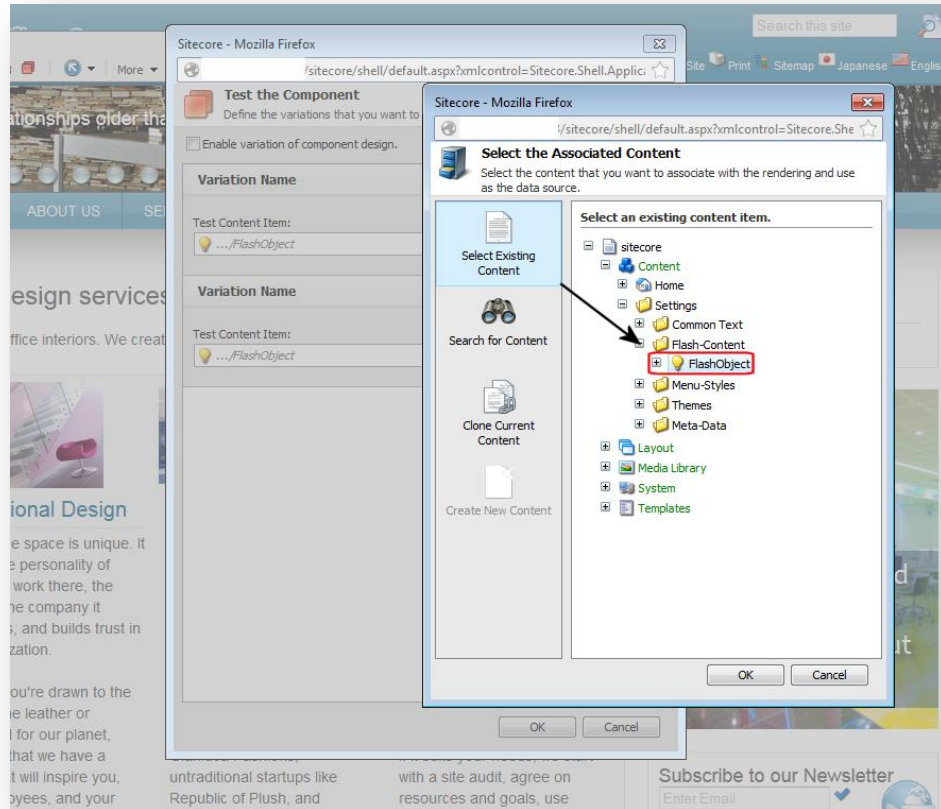 Search this site
Site Print Sitemap Japanese
More
Sitecore - Mozilla Firefox
/sitecore/shell/default.aspx?xmlcontrol=Sitecore.Shell.Applic
Test the Component
Define the variations that you want to
Enable variation of component design.
Variation Name
Test Content Item:
.../FlashObject
Variation Name
Test Content Item:
.../FlashObject
OK Cancel
Sitecore - Mozilla Firefox
/sitecore/shell/default.aspx?xmlcontrol=Sitecore.She
Select the Associated Content
Select the content that you want to associate with the rendering and use
as the data source.
Select Existing
Content
Search for Content
Clone Current
Content
Create New Content
Select an existing content item.
sitecore
Content
Home
Settings
Common Text
Flash-Content
FlashObject
Menu-Styles
Themes
Meta-Data
Layout
Media Library
System
Templates
OK Cancel
older
ABOUT US
esign services
ffice interiors. We creat
ional Design
e space is unique. It
e personality of
work there, the
he company it
s, and builds trust in
zation.
ou're drawn to the
e leather or
l for our planet,
that we have a
t will inspire you,
oyees, and your
untraditional startups like
Republic of Plush, and
with a site audit, agree on
resources and goals, use
Subscribe to our Newsletter
Enter Email